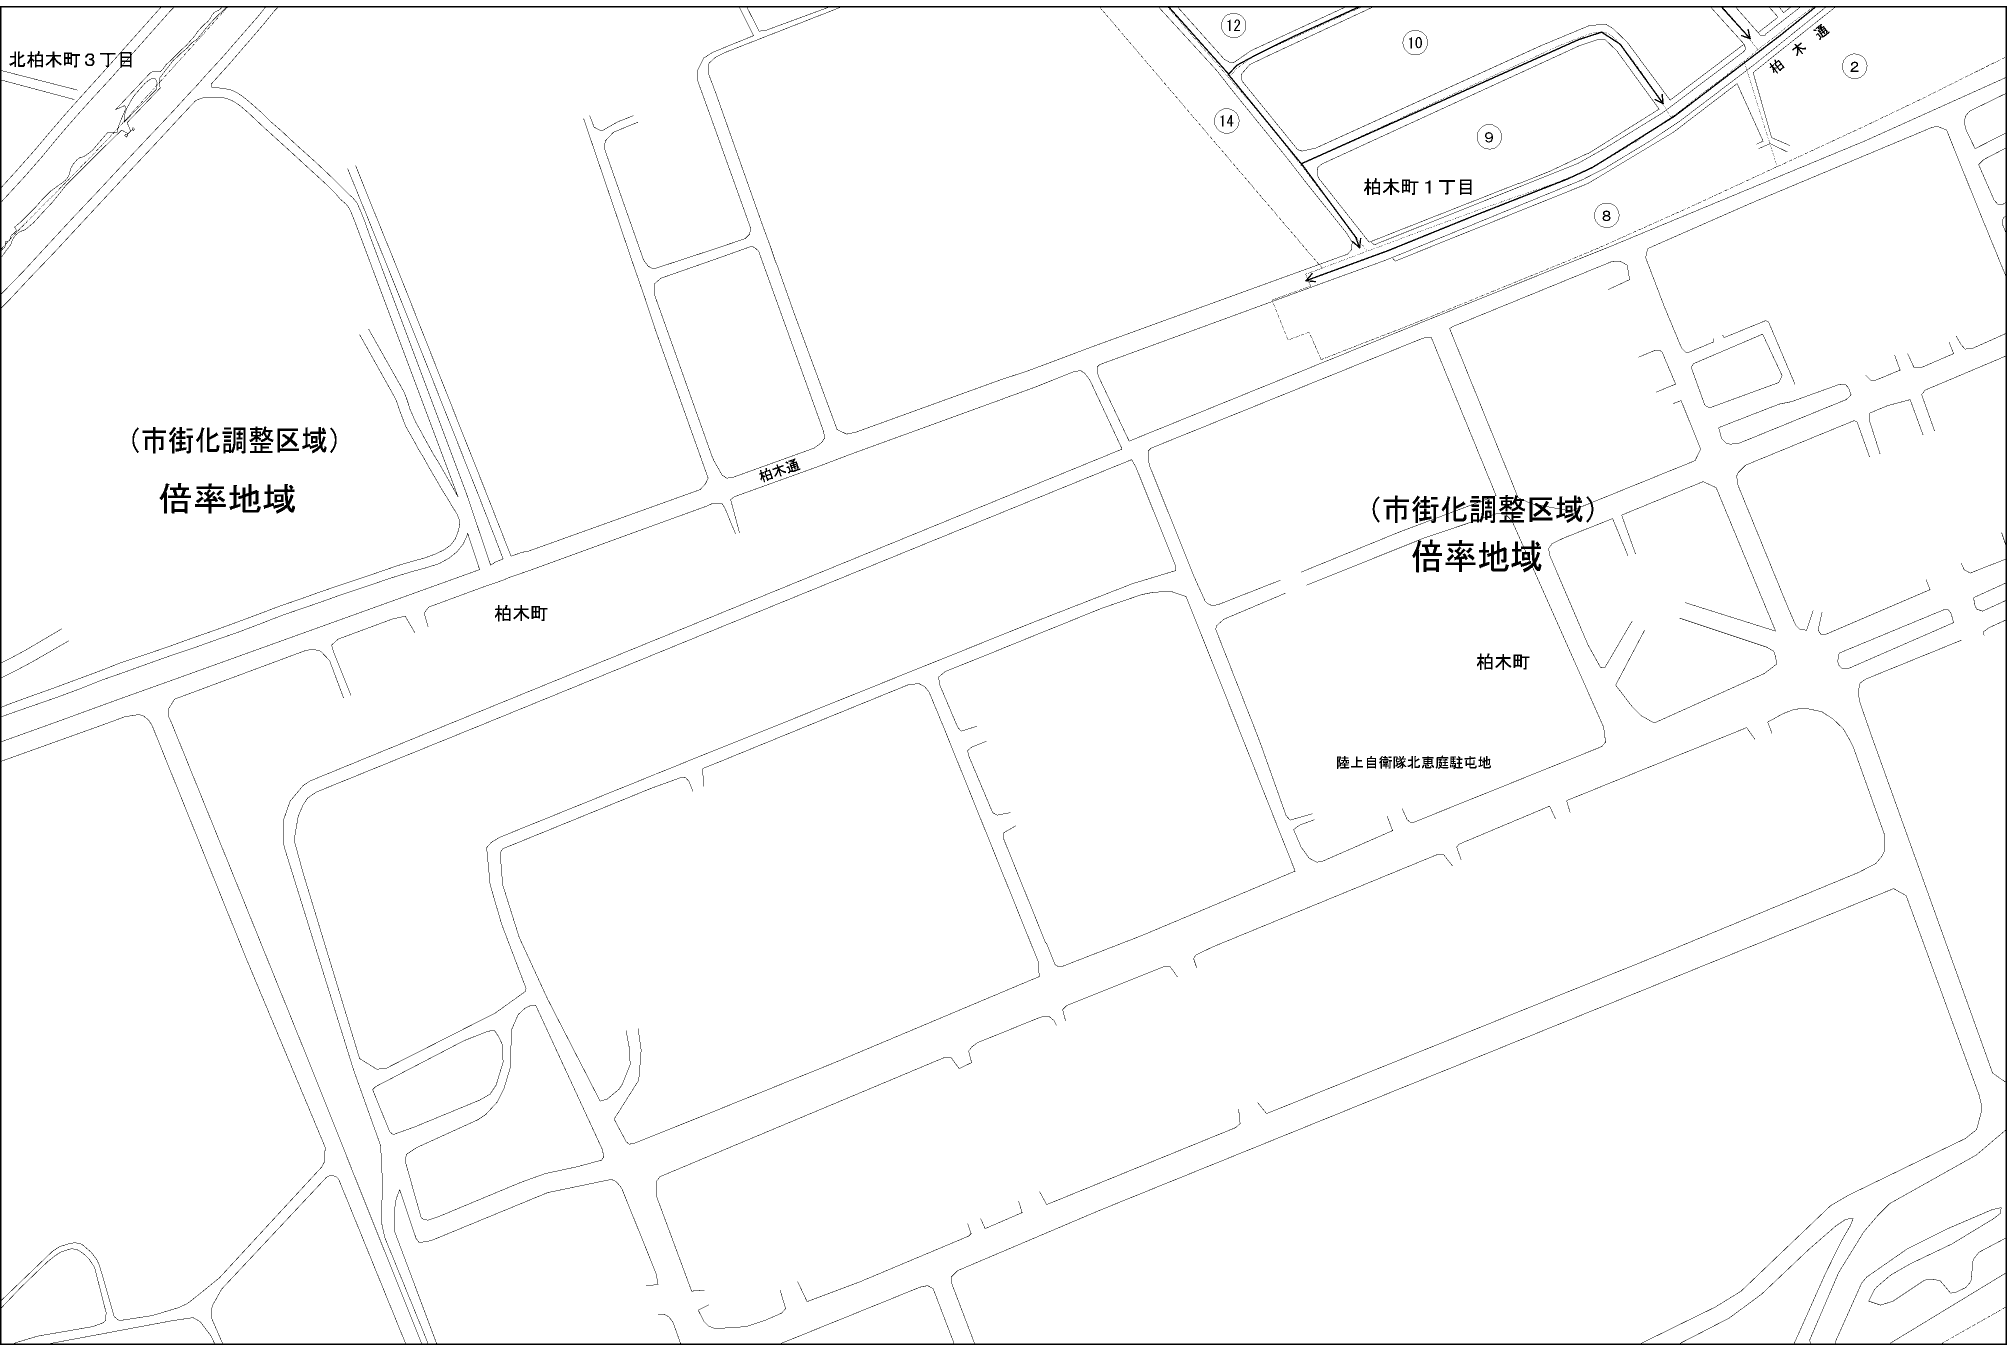 北柏木町３丁目
⑫
⑩
柏木通
②
⑭
⑨
柏木町１丁目
⑧
（市街化調整区域）
倍率地域
柏木通
（市街化調整区域）
倍率地域
柏木町
柏木町
陸上自衛隊北恵庭駐屯地